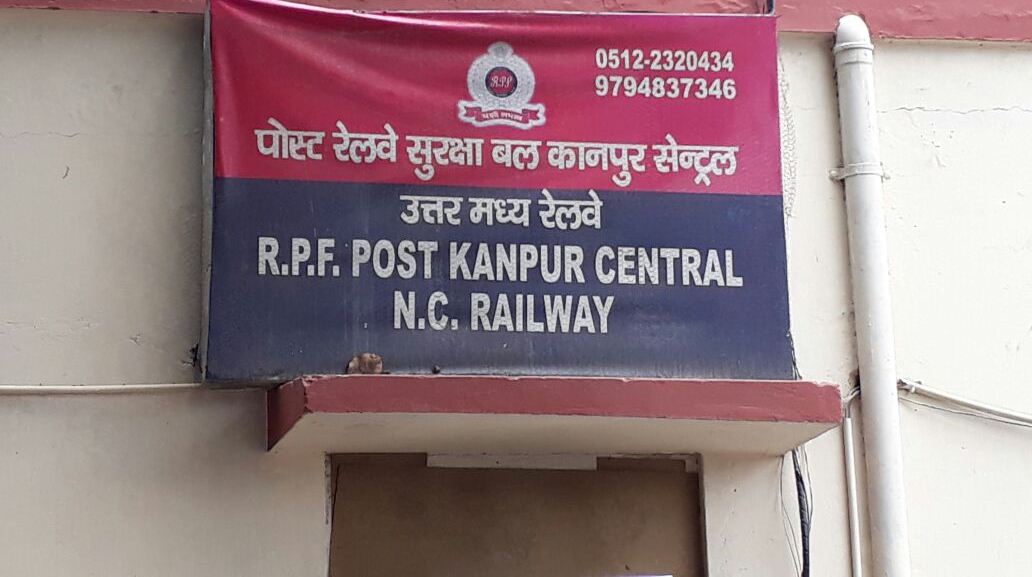 0512-2320434
9794837346
R.P.F
पोस्ट रेलवे सुरक्षा बल कानपुर सेन्ट्रल
उत्तर मध्य रेलवे
R.P.F. POST KANPUR CENTRAL
N.C. RAILWAY